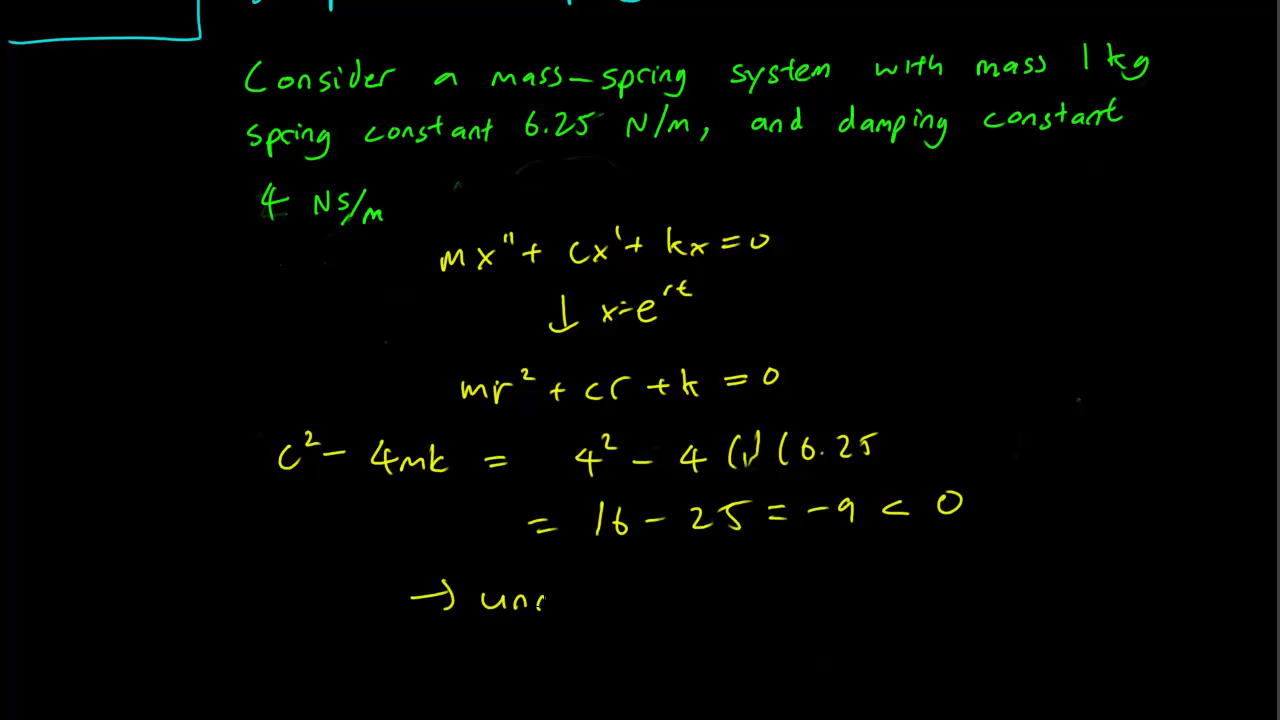 Consider a mass-spring system with mass 1 kg
spring constant 6.25 N/m, and damping constant
4 Ns/m
mx" + cx' + kx = 0
↓ x=e^rt
mr² + cr + k = 0
c² - 4mk = 4² - 4 (1) (6.25
= 16 - 25 = -9 < 0
→